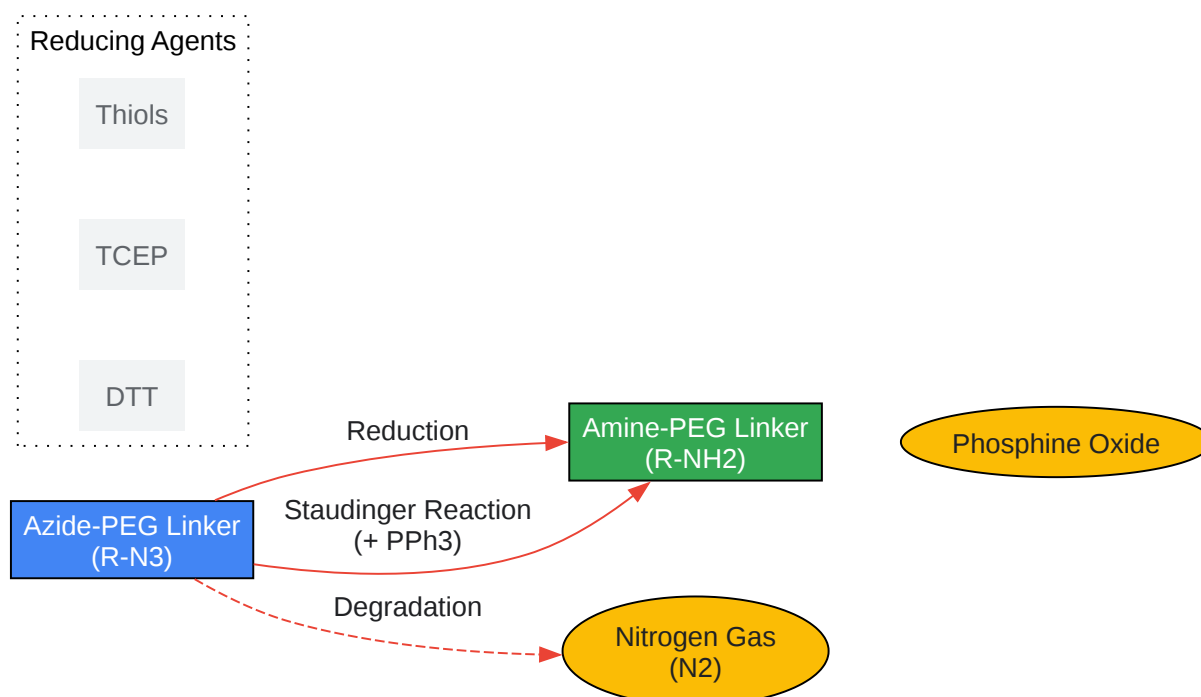 Reducing Agents
Thiols
TCEP
DTT
Reduction
Amine-PEG Linker
(R-NH2)
Phosphine Oxide
Azide-PEG Linker
(R-N3)
Staudinger Reaction
(+ PPh3)
Degradation
Nitrogen Gas
(N2)